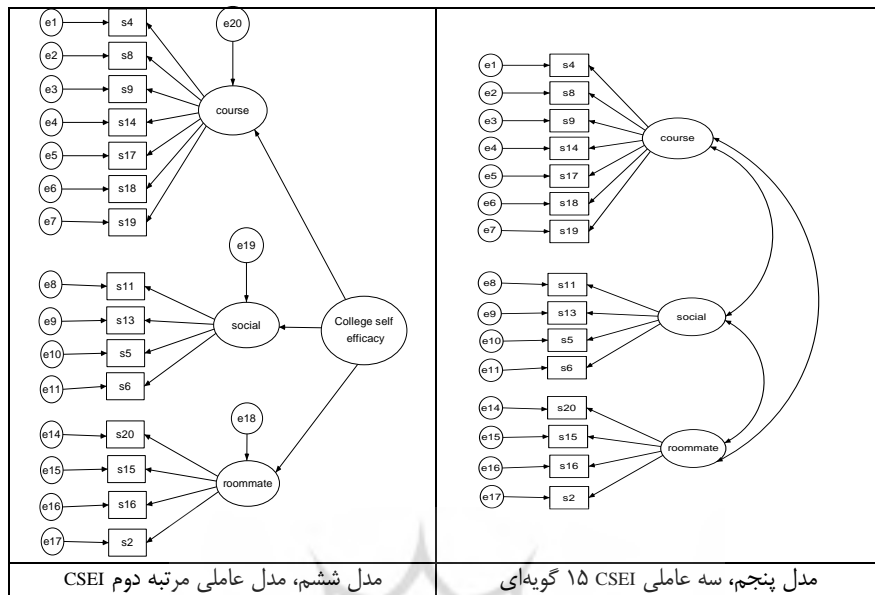 e1 s4 e20
e2 s8
e3 s9
course
e4 s14
e5 s17
e6 s18
e7 s19
e19
e8 s11
e9 s13
social
College self
efficacy
e10 s5
e11 s6
e18
e14 s20
e15 s15
roommate
e16 s16
e17 s2
مدل ششم، مدل عاملی مرتبه دوم CSEI
e1 s4
e2 s8
e3 s9
course
e4 s14
e5 s17
e6 s18
e7 s19
e8 s11
e9 s13
social
e10 s5
e11 s6
e14 s20
e15 s15
roommate
e16 s16
e17 s2
مدل پنجم، سه عاملی CSEI ۱۵ گویه‌ای